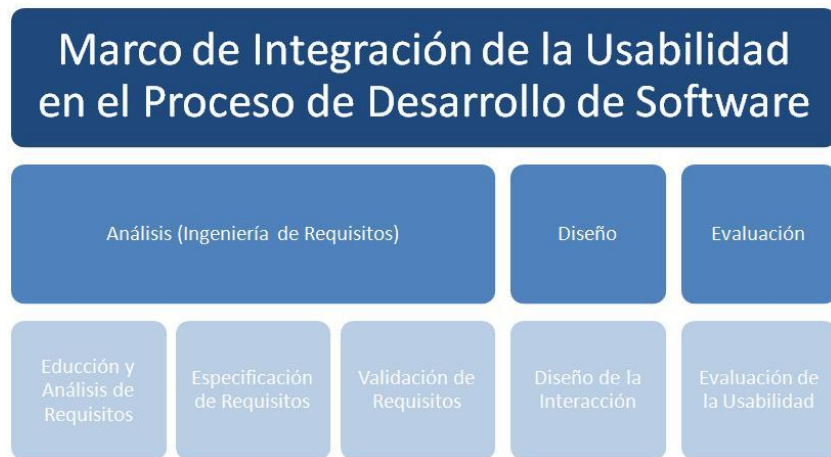 Marco de Integración de la Usabilidad
en el Proceso de Desarrollo de Software
Análisis (Ingeniería de Requisitos)
Diseño
Evaluación
Educción y
Análisis de
Requisitos
Especificación
de Requisitos
Validación de
Requisitos
Diseño de la
Interacción
Evaluación de
la Usabilidad